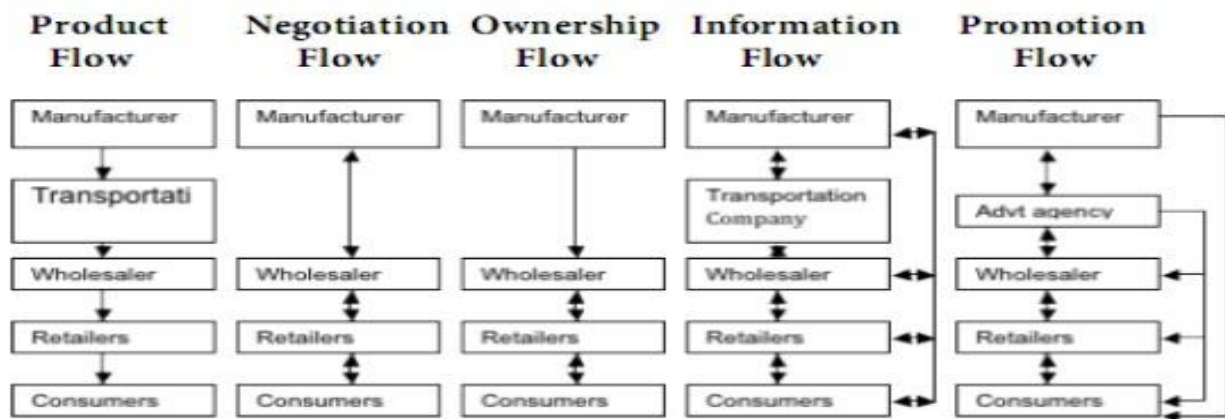 Product Flow
Negotiation Flow
Ownership Flow
Information Flow
Promotion Flow
Manufacturer
Transportati
Wholesaler
Retailers
Consumers
Manufacturer
Wholesaler
Retailers
Consumers
Manufacturer
Wholesaler
Retailers
Consumers
Manufacturer
Transportation
Company
Wholesaler
Retailers
Consumers
Manufacturer
Advt agency
Wholesaler
Retailers
Consumers